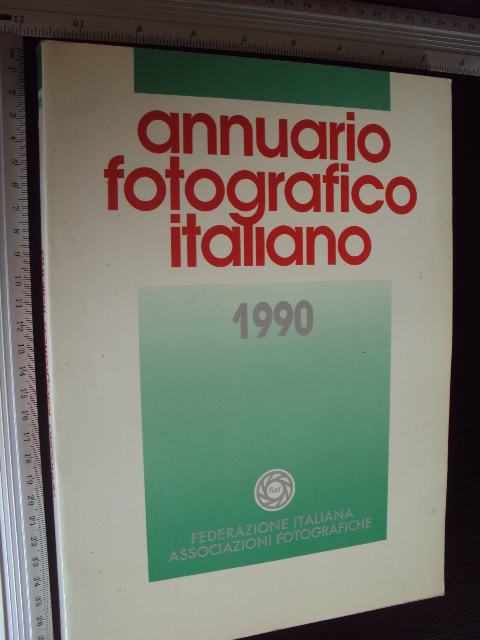 annuario
fotografico
italiano
1990
fiaf
FEDERAZIONE ITALIANA
ASSOCIAZIONI FOTOGRAFICHE